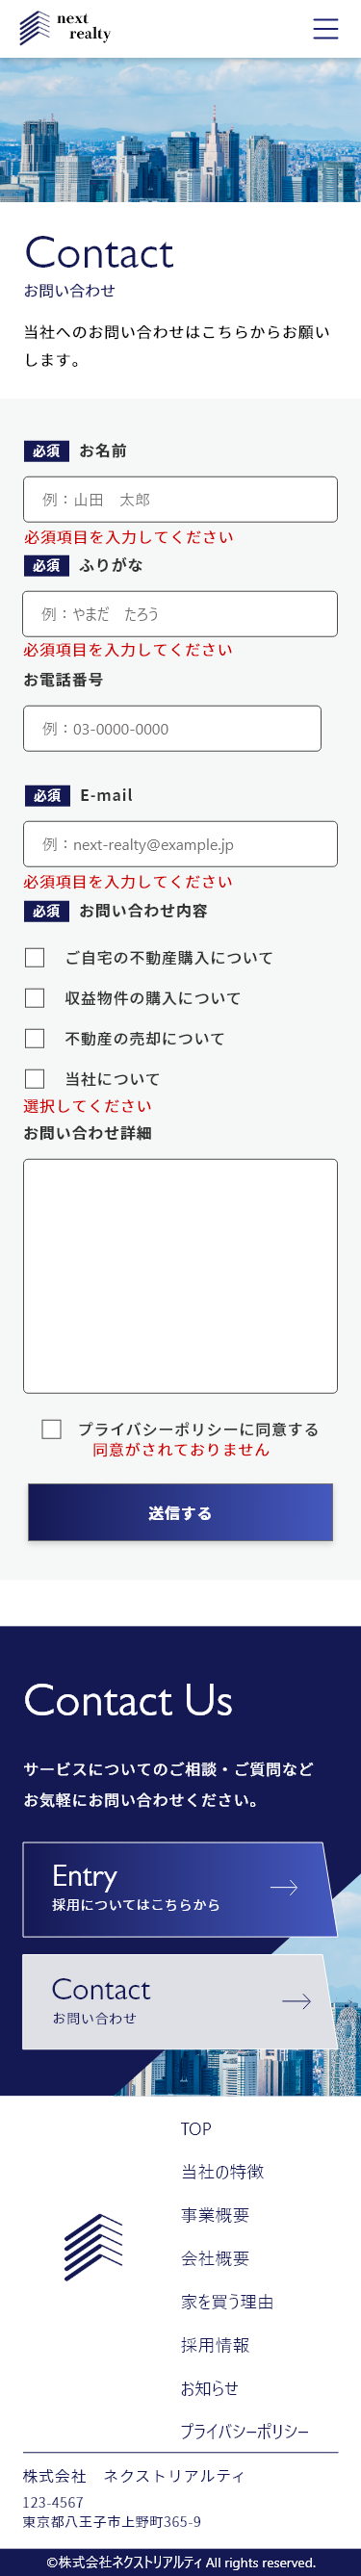 next
realty
Contact
お問い合わせ
当社へのお問い合わせはこちらからお願い
します。
必須 お名前
例：山田　太郎
必須項目を入力してください
必須 ふりがな
例：やまだ　たろう
必須項目を入力してください
お電話番号
例：03-0000-0000
必須 E-mail
例：next-realty@example.jp
必須項目を入力してください
必須 お問い合わせ内容
ご自宅の不動産購入について
収益物件の購入について
不動産の売却について
当社について
選択してください
お問い合わせ詳細
プライバシーポリシーに同意する
同意がされておりません
送信する
Contact Us
サービスについてのご相談・ご質問など
お気軽にお問い合わせください。
Entry
採用についてはこちらから
Contact
お問い合わせ
TOP
当社の特徴
事業概要
会社概要
家を買う理由
採用情報
お知らせ
プライバシーポリシー
株式会社　ネクストリアルティ
123-4567
東京都八王子市上野町365-9
©株式会社ネクストリアルティ All rights reserved.